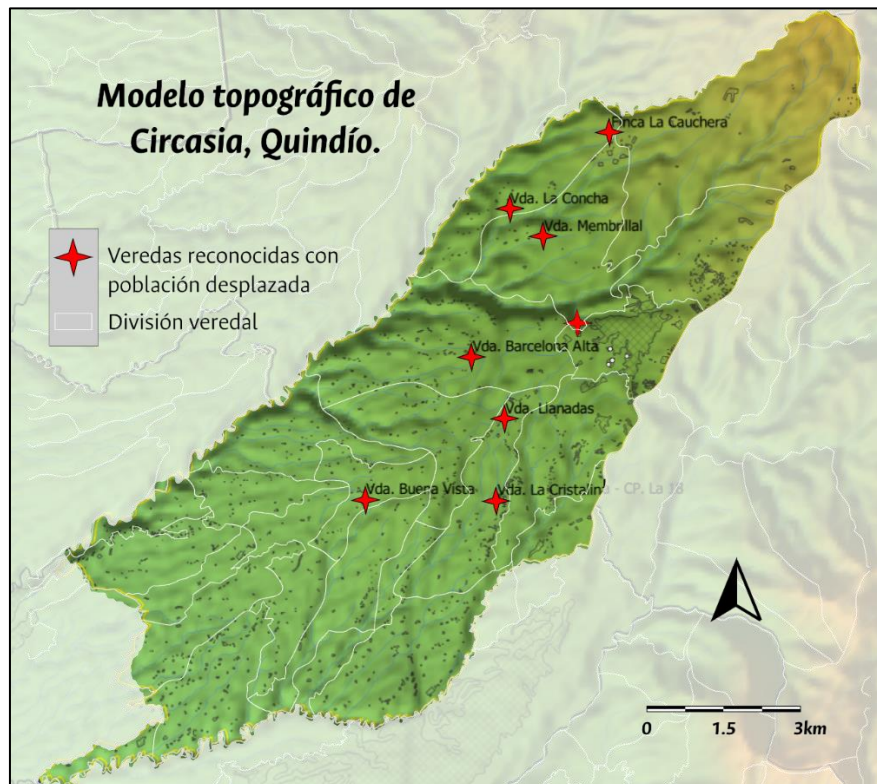 Modelo topográfico de
Circasia, Quindío.
Finca La Cauchera
Vda. La Concha
Vda. Membrillal
Veredas reconocidas con
población desplazada
División veredal
Vda. Barcelona Alta
Vda. Llanadas
Vda. Buena Vista
Vda. La Cristalina - CP. La 18
0 1.5 3km